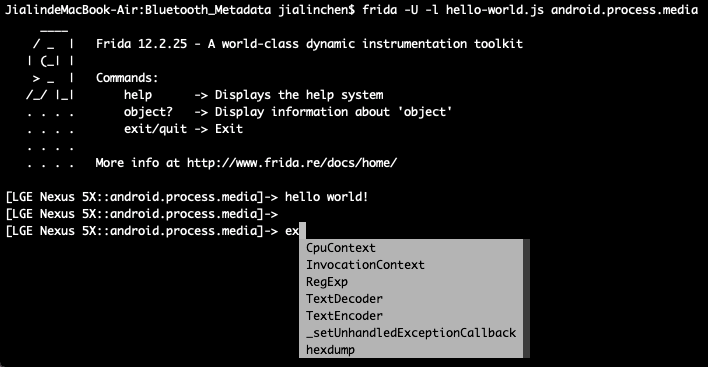 JialindeMacBook-Air:Bluetooth_Metadata jialinchen$ frida -U -l hello-world.js android.process.media
     ____
    / _  |   Frida 12.2.25 - A world-class dynamic instrumentation toolkit
   | (_| |
    > _  |   Commands:
   /_/ |_|       help      -> Displays the help system
   . . . .       object?   -> Display information about 'object'
   . . . .       exit/quit -> Exit
   . . . .
   . . . .   More info at http://www.frida.re/docs/home/
[LGE Nexus 5X::android.process.media]-> hello world!
[LGE Nexus 5X::android.process.media]->
[LGE Nexus 5X::android.process.media]-> ex
CpuContext
InvocationContext
RegExp
TextDecoder
TextEncoder
_setUnhandledExceptionCallback
hexdump